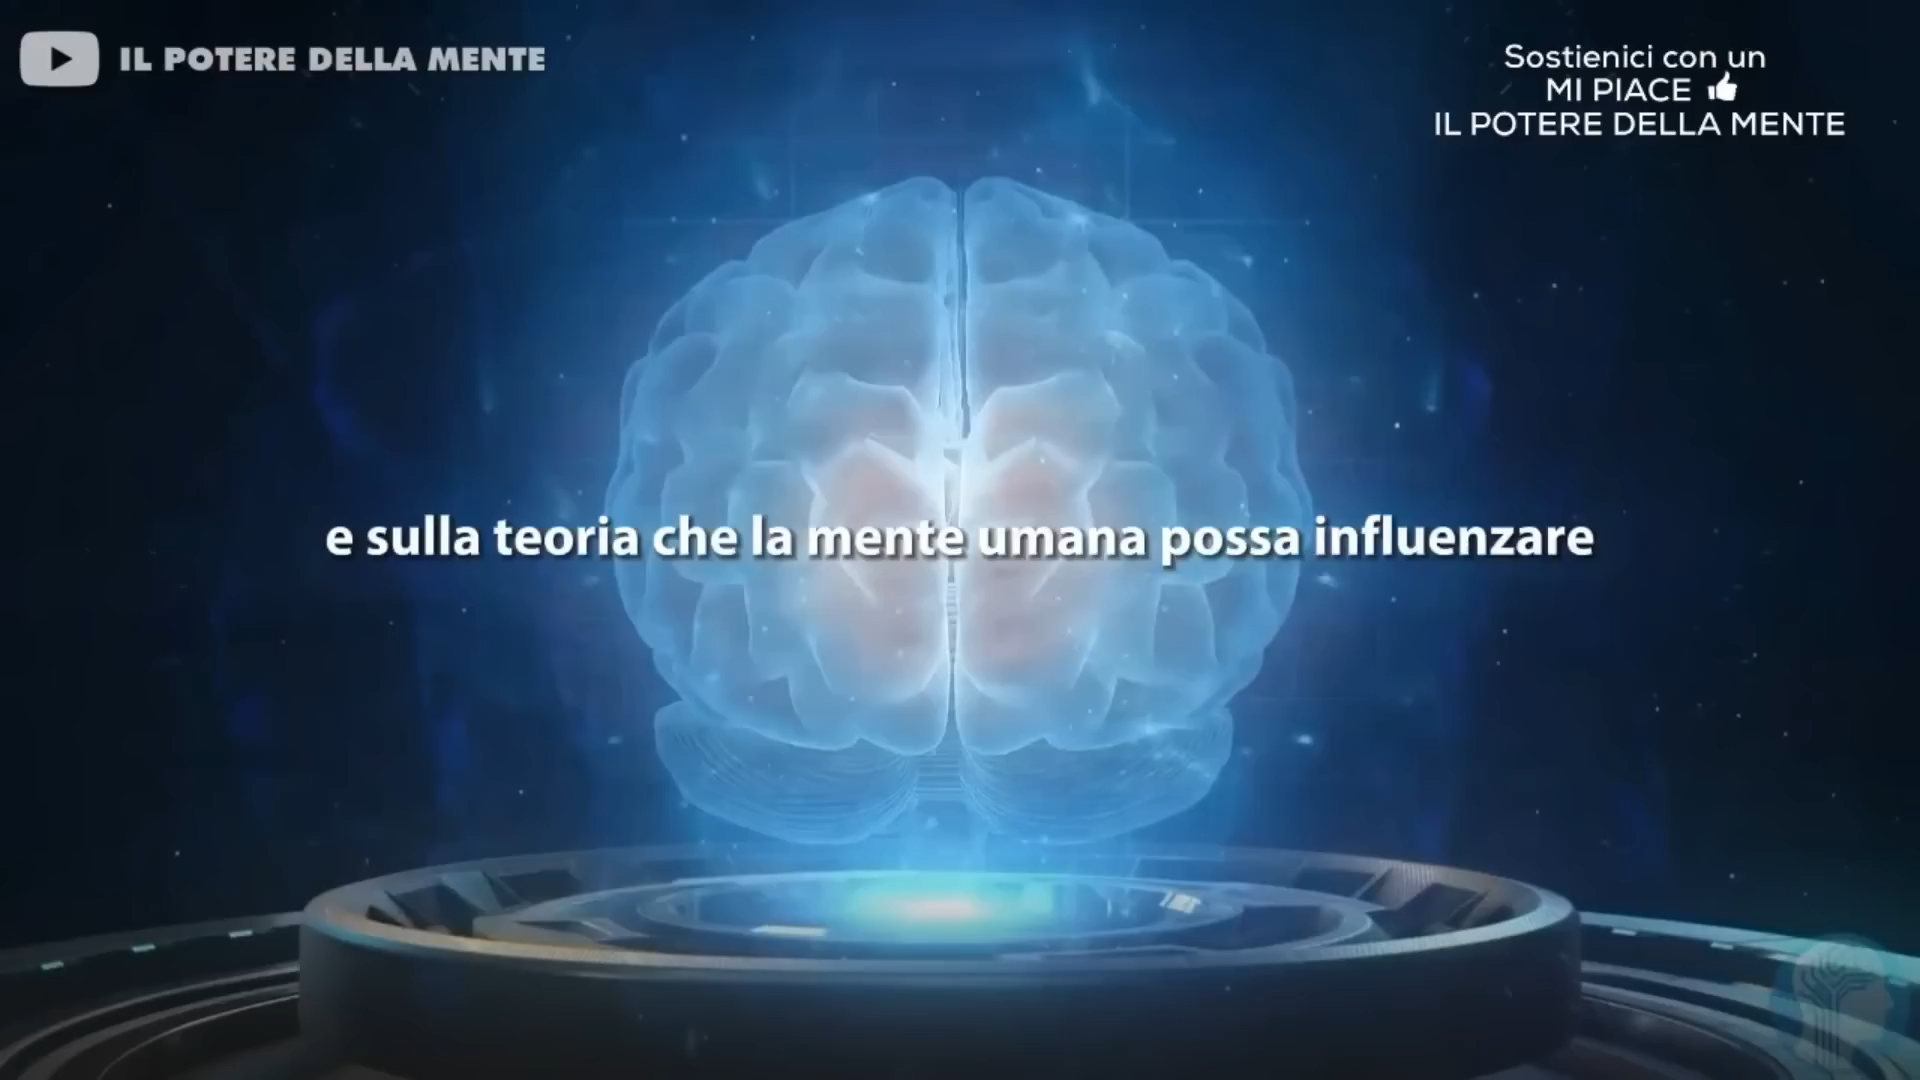 IL POTERE DELLA MENTE
Sostienici con un
MI PIACE
IL POTERE DELLA MENTE
e sulla teoria che la mente umana possa influenzare